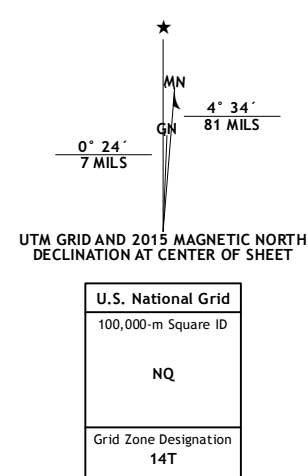 ★
MN
GN
4° 34´
81 MILS
0° 24´
7 MILS
UTM GRID AND 2015 MAGNETIC NORTH
DECLINATION AT CENTER OF SHEET
U.S. National Grid
100,000-m Square ID
NQ
Grid Zone Designation
14T